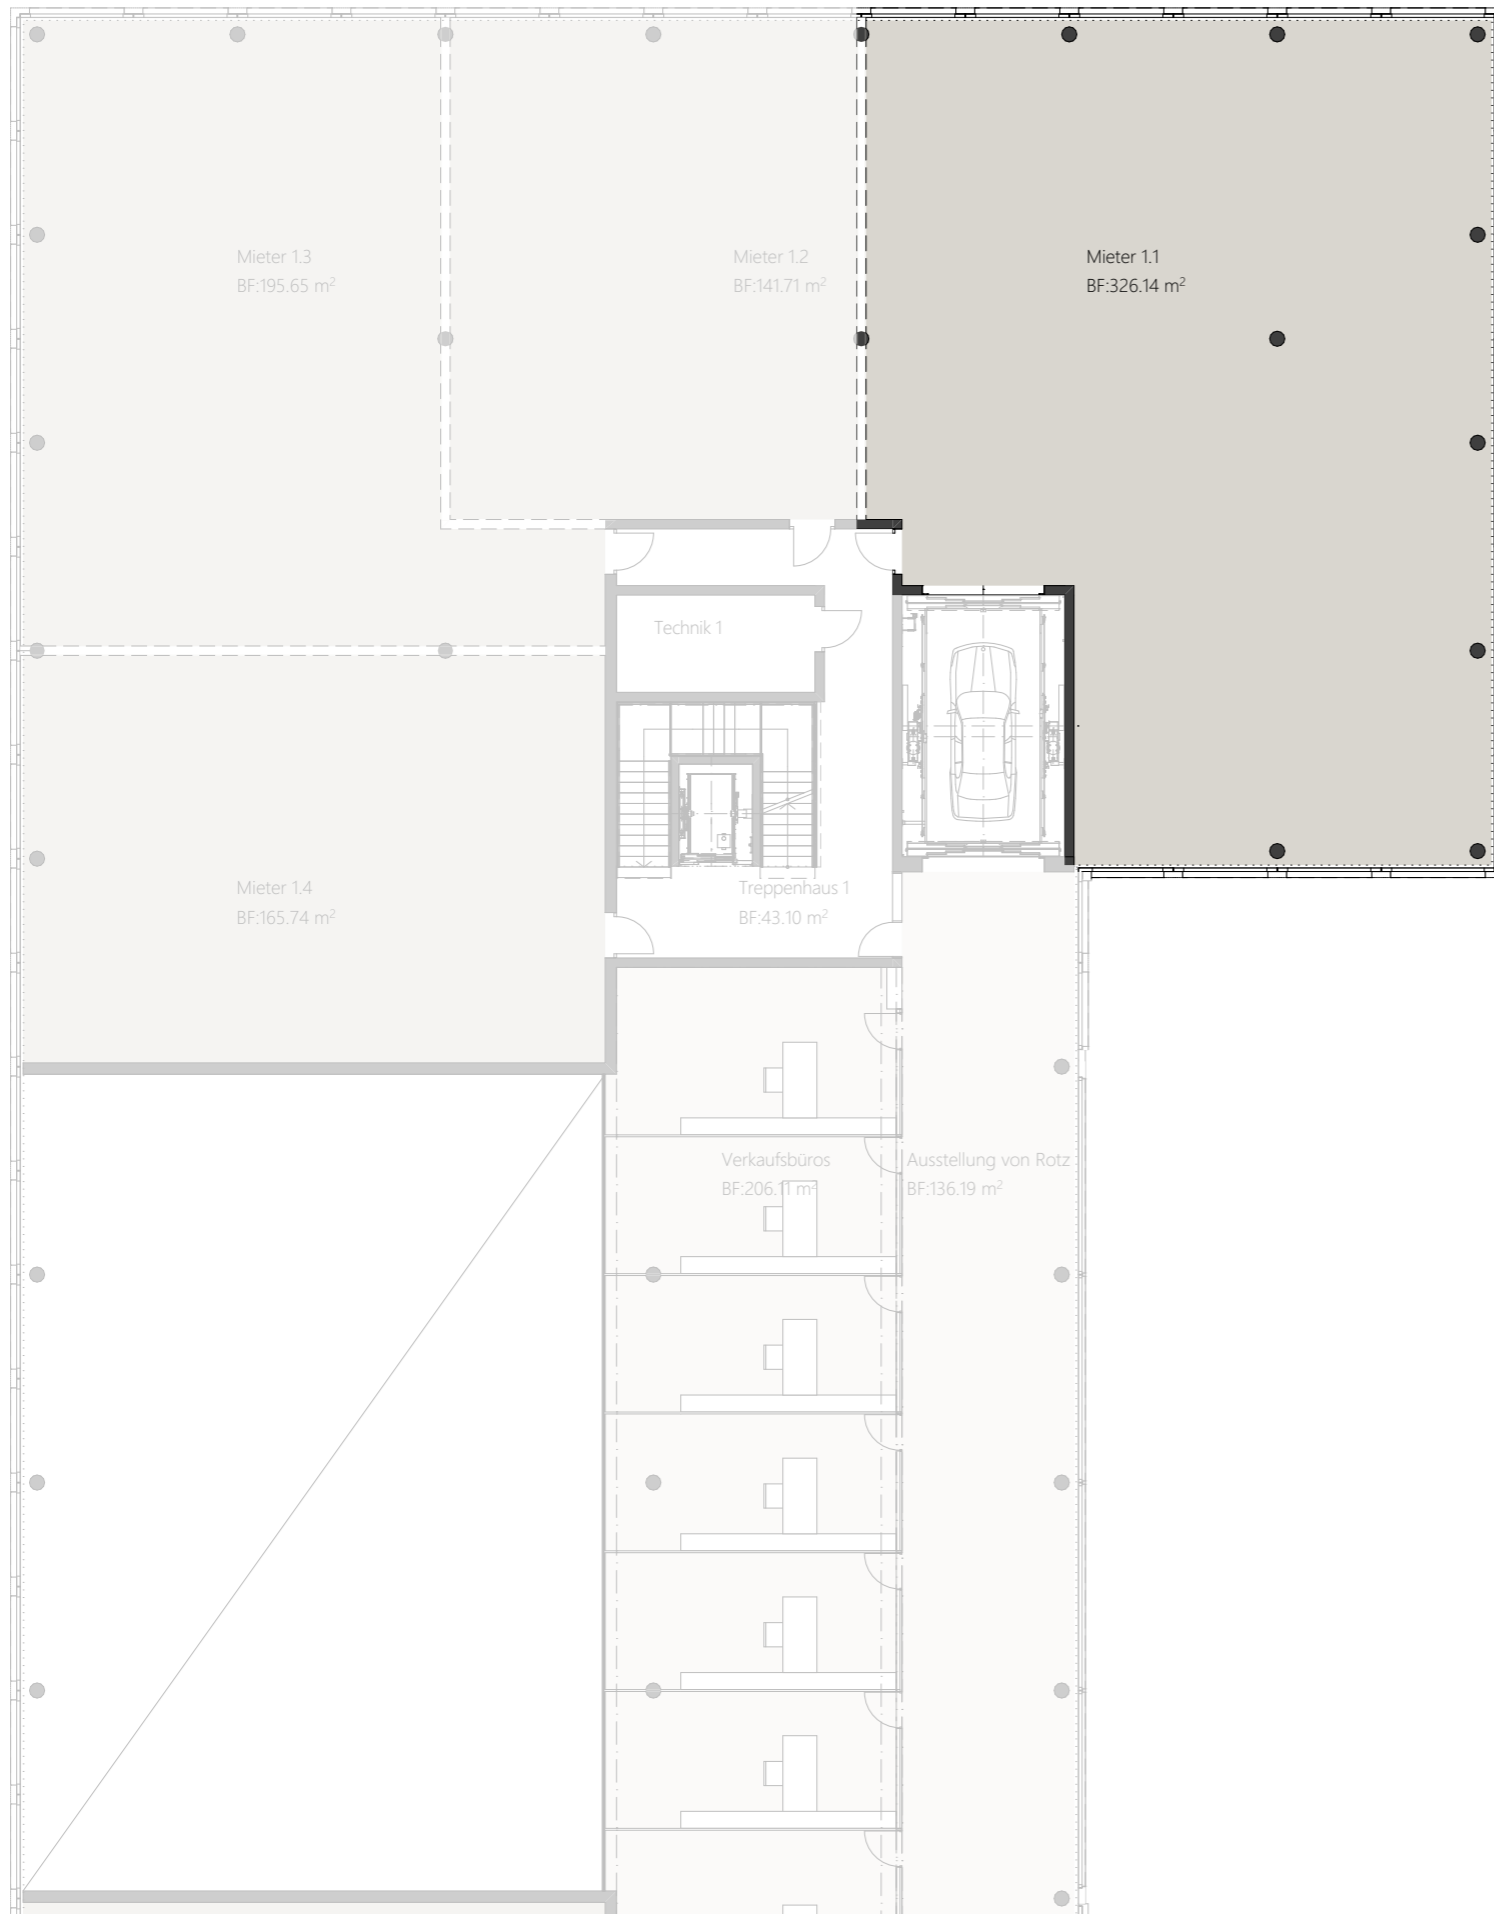 Mieter 1.3
BF:195.65 m²
Mieter 1.2
BF:141.71 m²
Mieter 1.1
BF:326.14 m²
Technik 1
Mieter 1.4
BF:165.74 m²
Treppenhaus 1
BF:43.10 m²
Verkaufsbüros
BF:206.11 m²
Ausstellung von Rotz
BF:136.19 m²